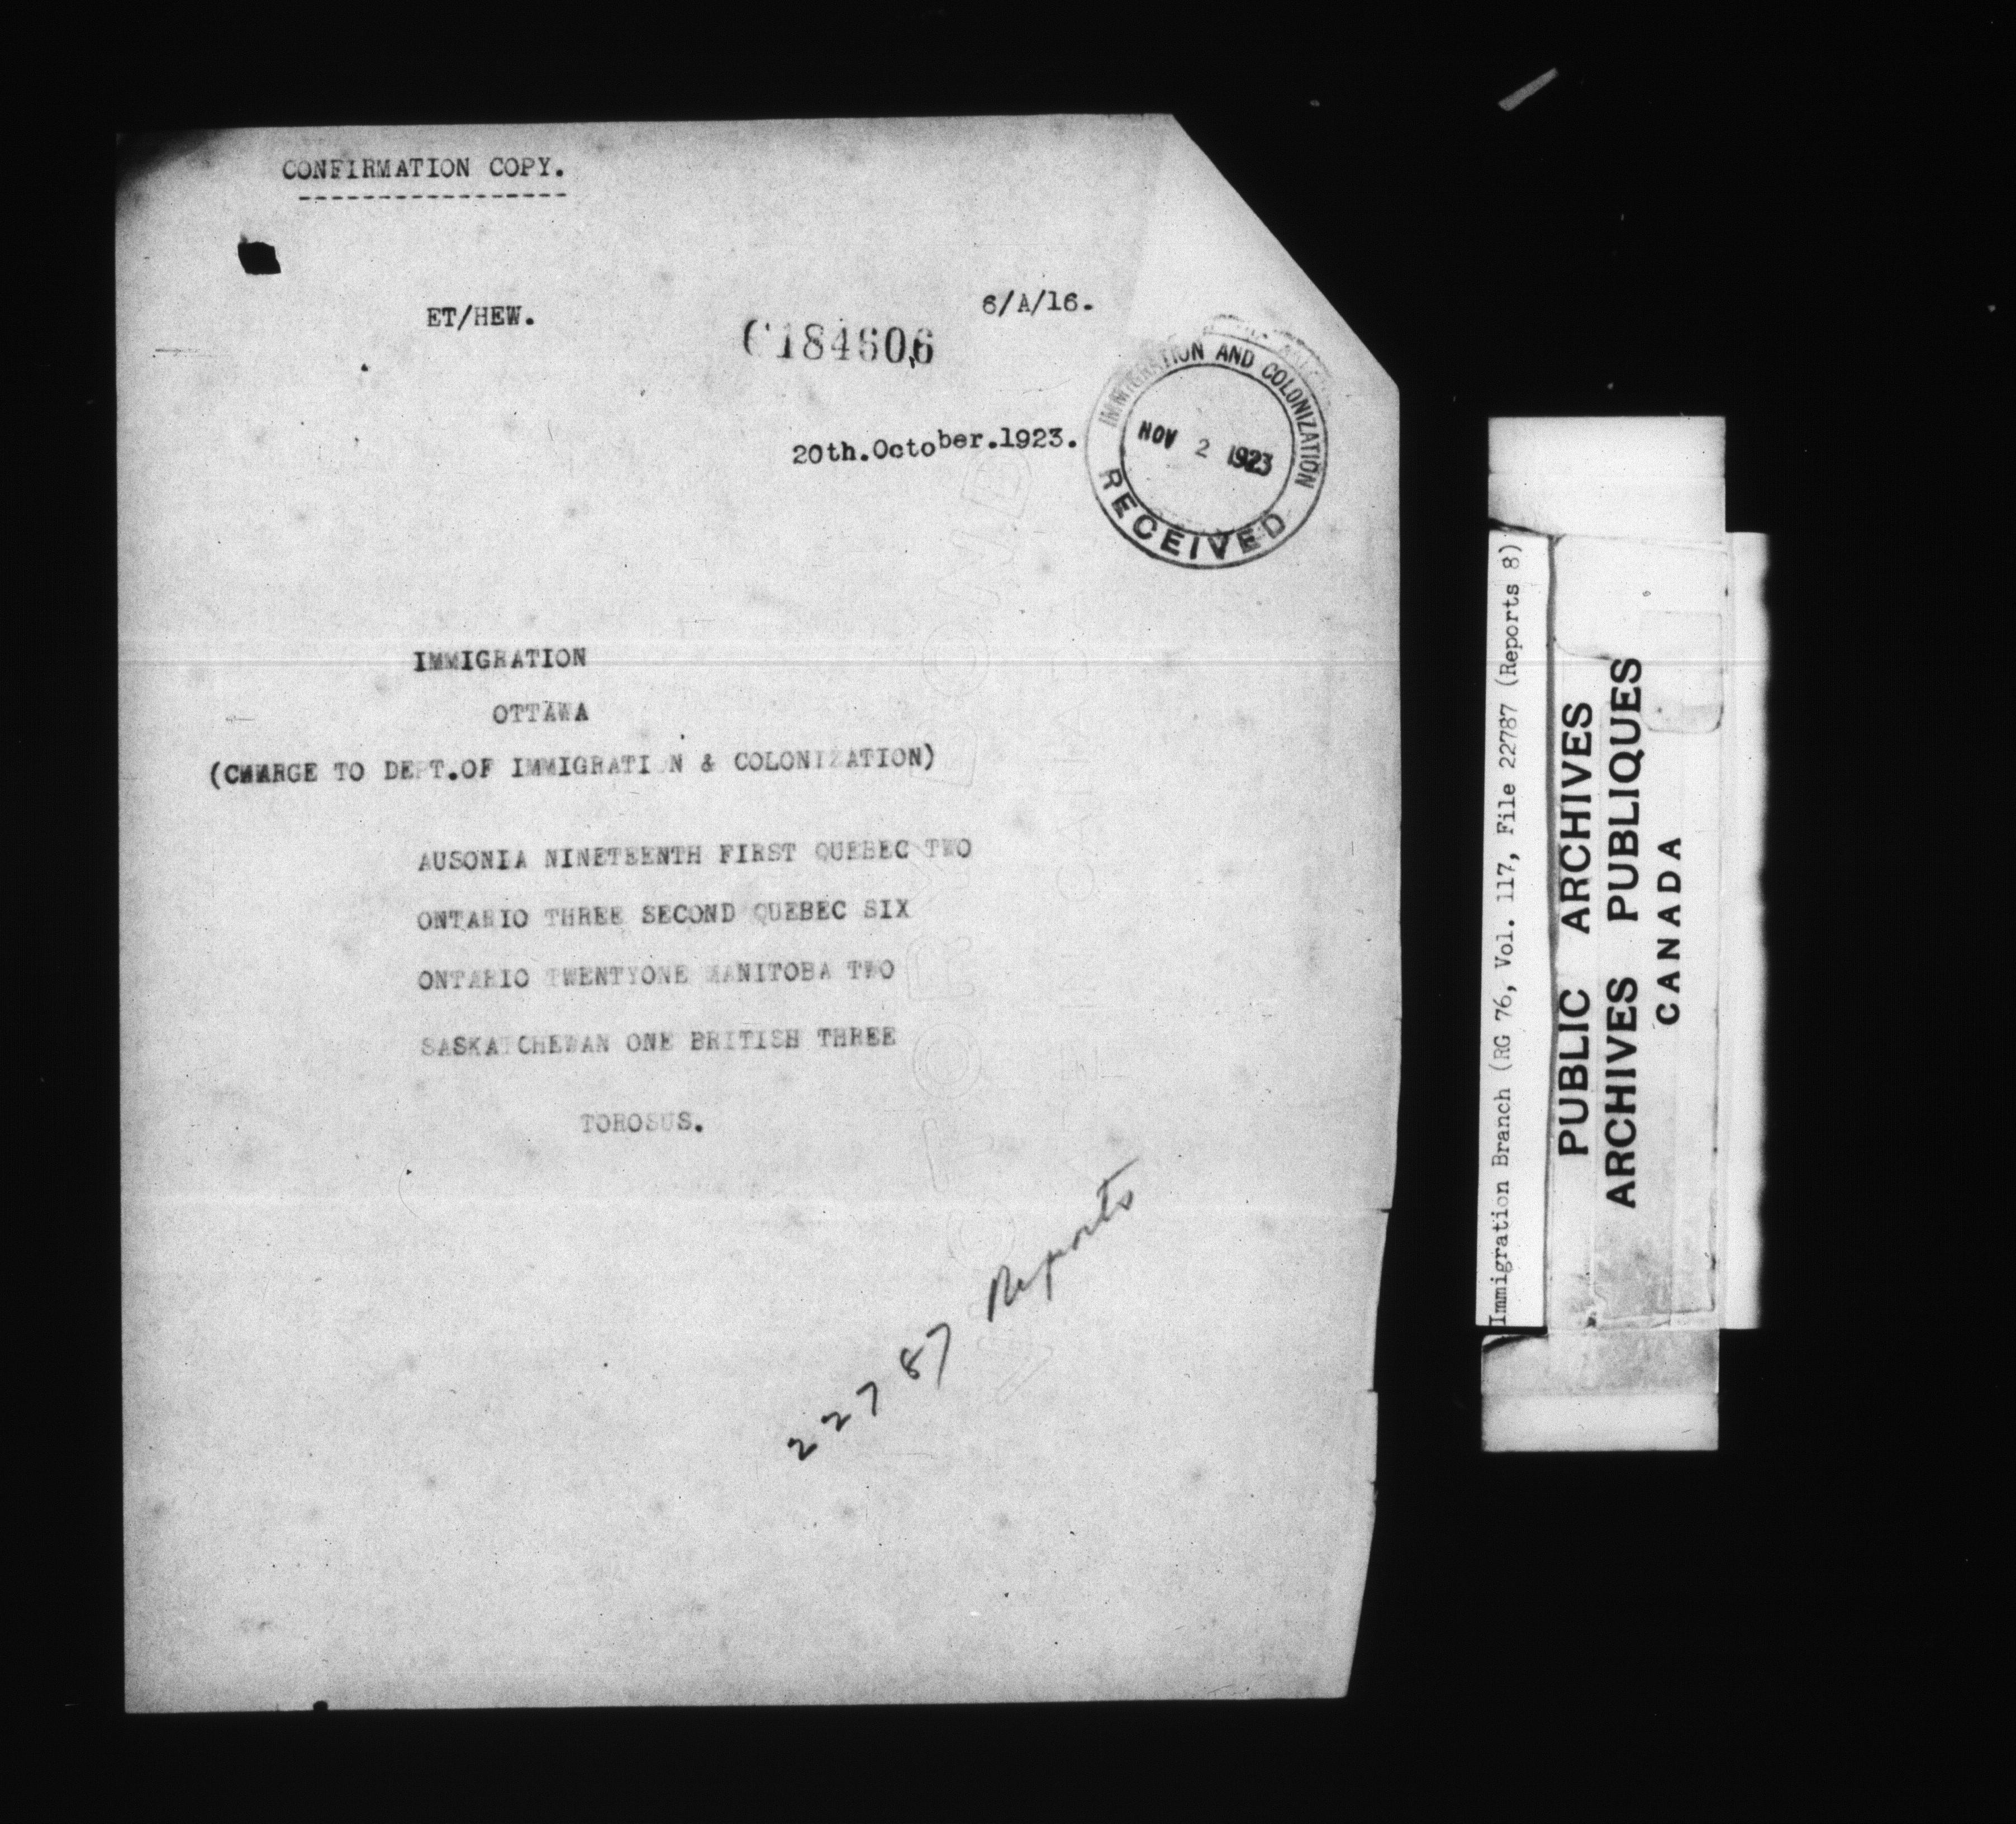 CONFIRMATION COPY.
ET/HEW.
6/A/16.
C184606
20th.October.1923.
IMMIGRATION AND COLONIZATION
NOV 2 1923
RECEIVED
IMMIGRATION
OTTAWA
(CHARGE TO DEPT.OF IMMIGRATION & COLONIZATION)
AUSONIA NINETEENTH FIRST QUEBEC TWO
ONTARIO THREE SECOND QUEBEC SIX
ONTARIO TWENTYONE MANITOBA TWO
SASKATCHEWAN ONE BRITISH THREE
TOROSUS.
22787 Reports
Immigration Branch (RG 76, Vol. 117, File 22787 (Reports 8)
PUBLIC ARCHIVES
ARCHIVES PUBLIQUES
CANADA